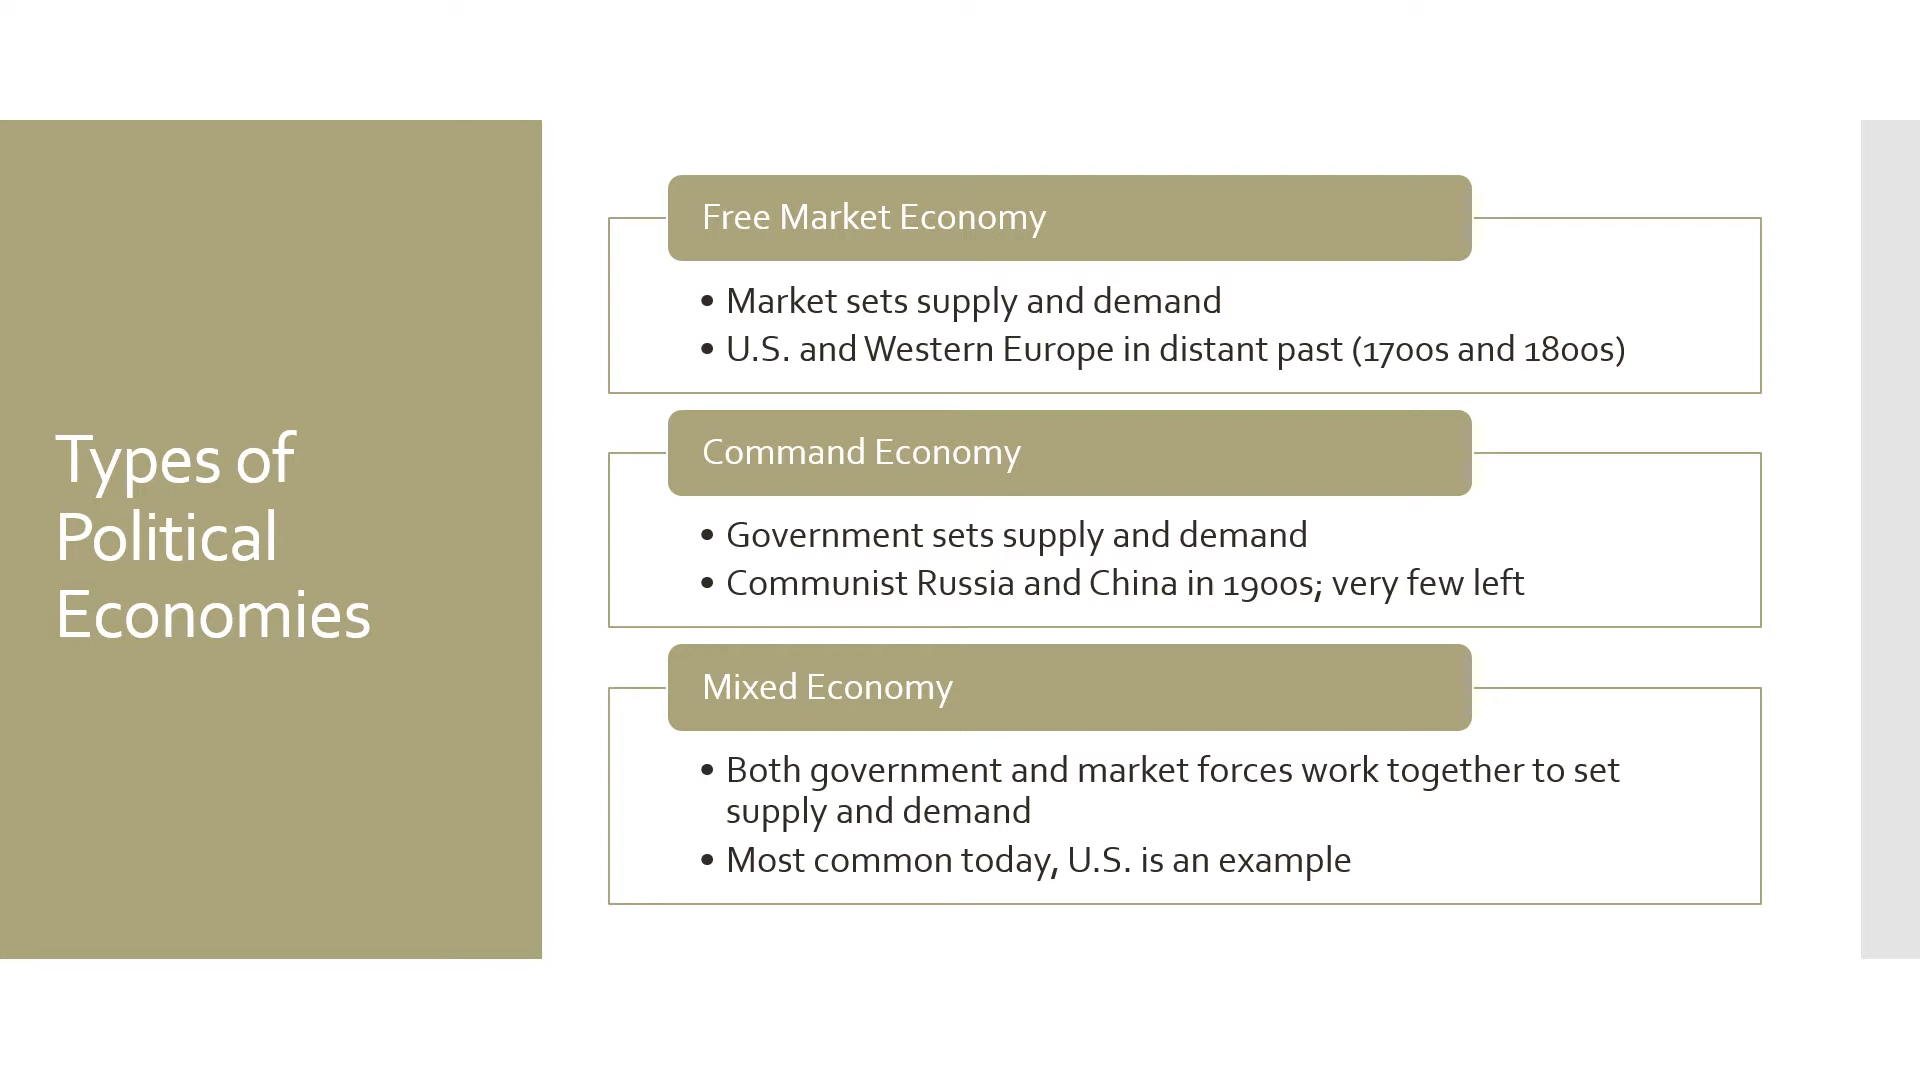 Types of
Political
Economies
Free Market Economy
• Market sets supply and demand
• U.S. and Western Europe in distant past (1700s and 1800s)
Command Economy
• Government sets supply and demand
• Communist Russia and China in 1900s; very few left
Mixed Economy
• Both government and market forces work together to set
supply and demand
• Most common today, U.S. is an example